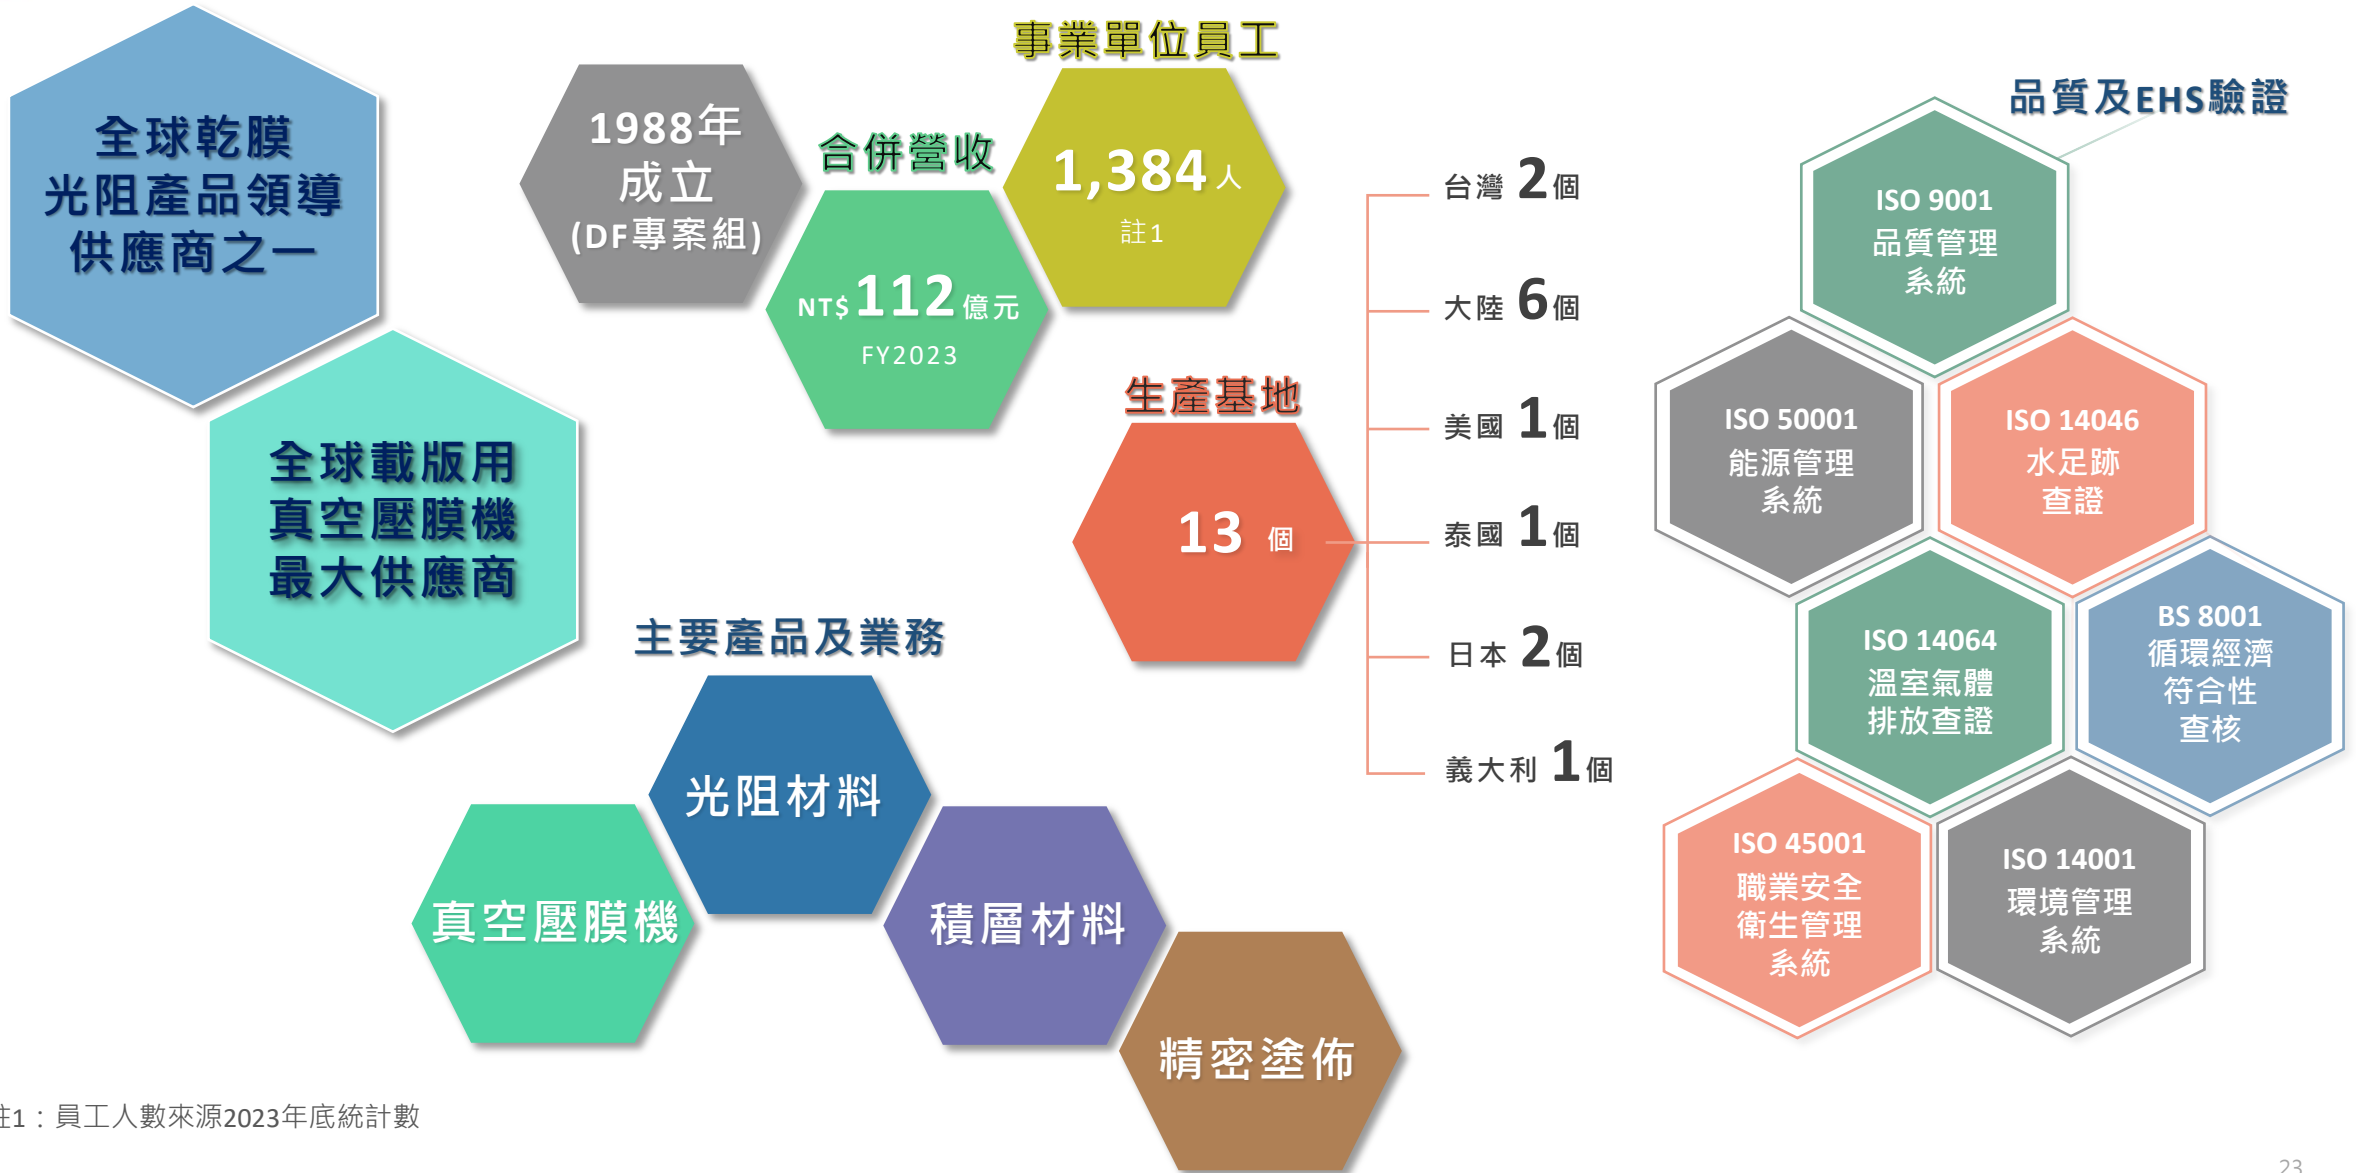 全球乾膜
光阻產品領導
供應商之一
全球載版用
真空壓膜機
最大供應商
1988年
成立
(DF專案組)
合併營收
NT$112億元
FY2023
事業單位員工
1,384人
註1
生產基地
13 個
台灣 2個
大陸 6個
美國 1個
泰國 1個
日本 2個
義大利 1個
主要產品及業務
真空壓膜機
光阻材料
積層材料
精密塗佈
品質及EHS驗證
ISO 9001
品質管理
系統
ISO 50001
能源管理
系統
ISO 14046
水足跡
查證
ISO 14064
溫室氣體
排放查證
BS 8001
循環經濟
符合性
查核
ISO 45001
職業安全
衛生管理
系統
ISO 14001
環境管理
系統
註1：員工人數來源2023年底統計數
23